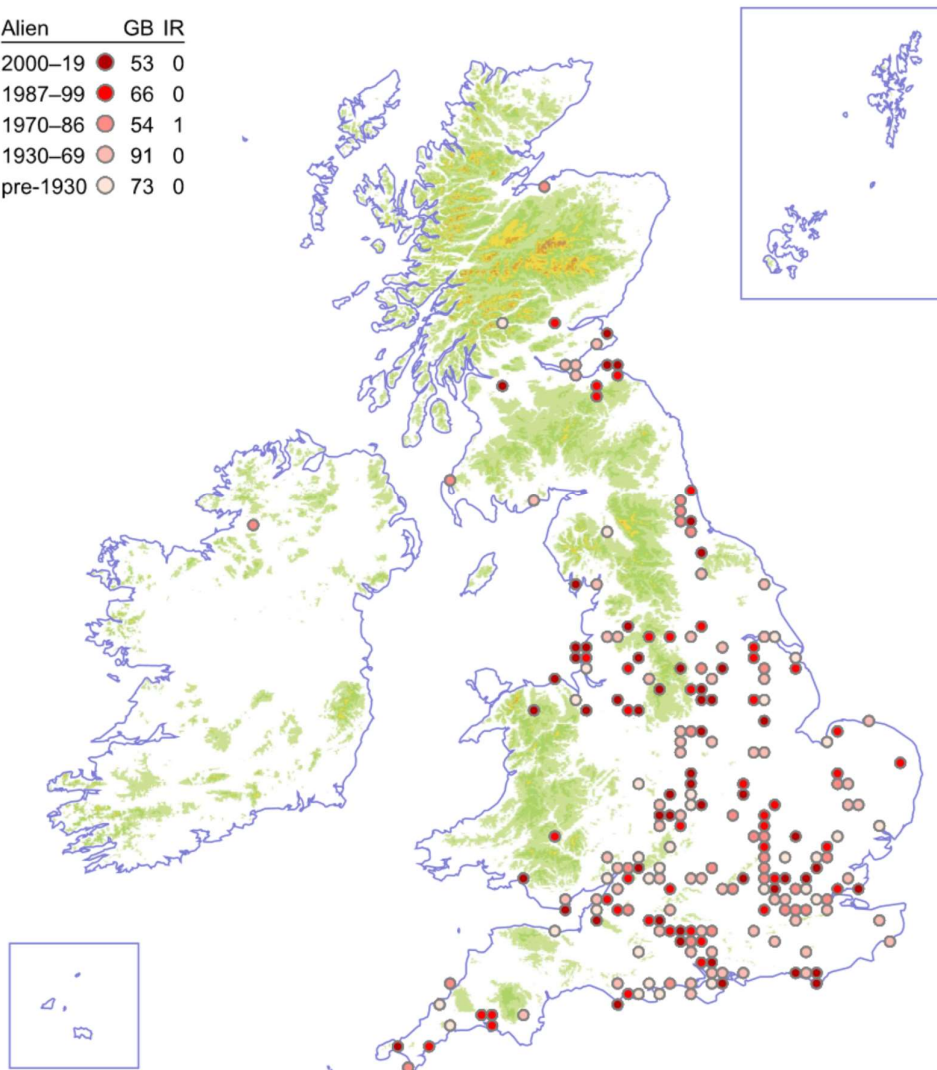 Alien GB IR
2000–19 53 0
1987–99 66 0
1970–86 54 1
1930–69 91 0
pre-1930 73 0